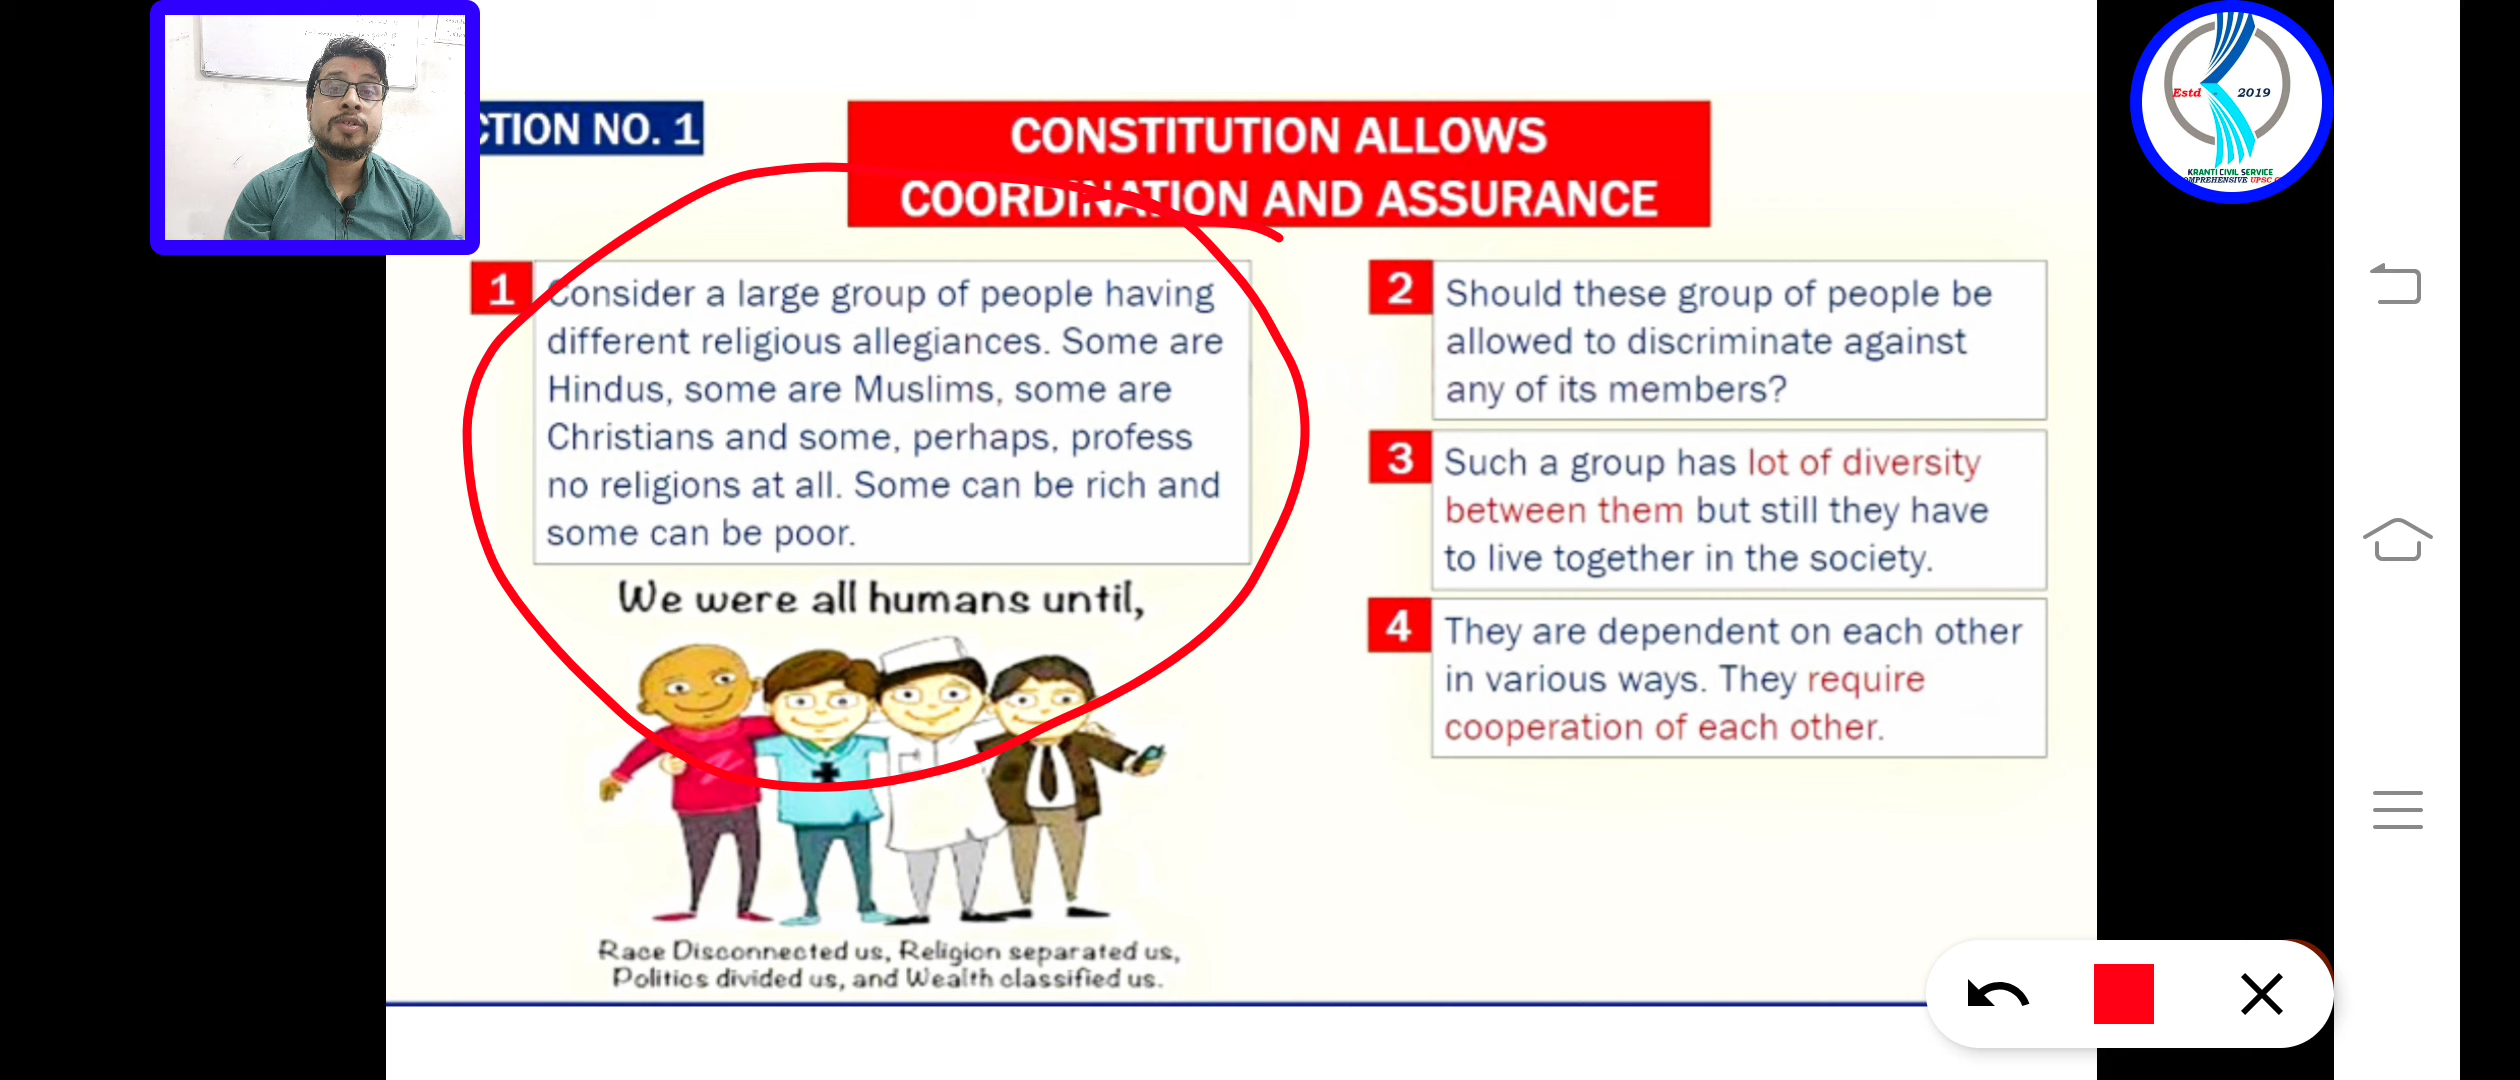 CTION NO. 1
CONSTITUTION ALLOWS
COORDINATION AND ASSURANCE
1
Consider a large group of people having
different religious allegiances. Some are
Hindus, some are Muslims, some are
Christians and some, perhaps, profess
no religions at all. Some can be rich and
some can be poor.
We were all humans until,
Race Disconnected us, Religion separated us,
Politics divided us, and Wealth classified us.
2
Should these group of people be
allowed to discriminate against
any of its members?
3
Such a group has lot of diversity
between them but still they have
to live together in the society.
4
They are dependent on each other
in various ways. They require
cooperation of each other.
Estd - 2019
KRANTI CIVIL SERVICE
OMPREHENSIVE UPSC C